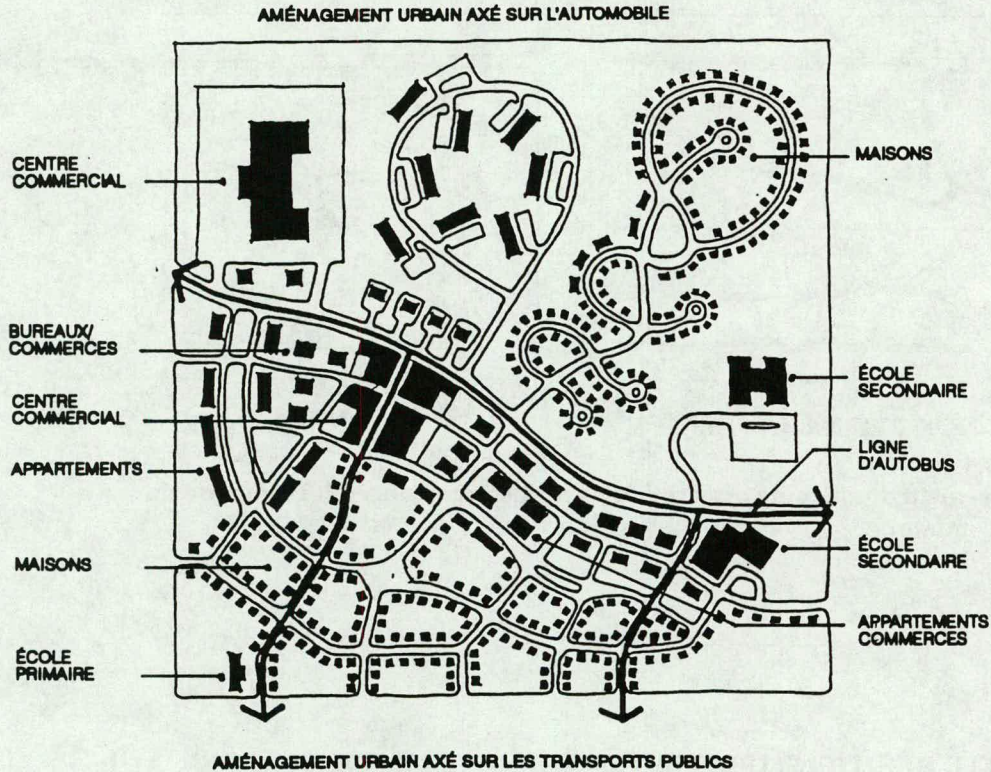 AMÉNAGEMENT URBAIN AXÉ SUR L'AUTOMOBILE
CENTRE
COMMERCIAL
MAISONS
BUREAUX/
COMMERCES
ÉCOLE
SECONDAIRE
CENTRE
COMMERCIAL
LIGNE
D'AUTOBUS
APPARTEMENTS
ÉCOLE
SECONDAIRE
MAISONS
APPARTEMENTS
COMMERCES
ÉCOLE
PRIMAIRE
AMÉNAGEMENT URBAIN AXÉ SUR LES TRANSPORTS PUBLICS